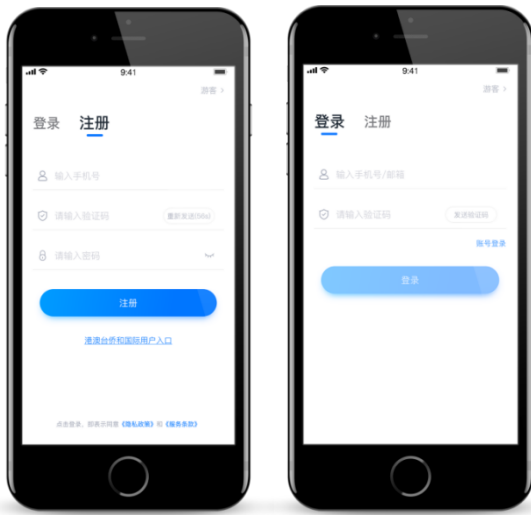 9:41
游客 >
登录 注册
输入手机号
请输入验证码 重新发送(56s)
请输入密码
注册
港澳台侨和国际用户入口
点击登录，即表示同意《隐私政策》和《服务条款》
9:41
游客 >
登录 注册
输入手机号/邮箱
请输入验证码 发送验证码
账号登录
登录